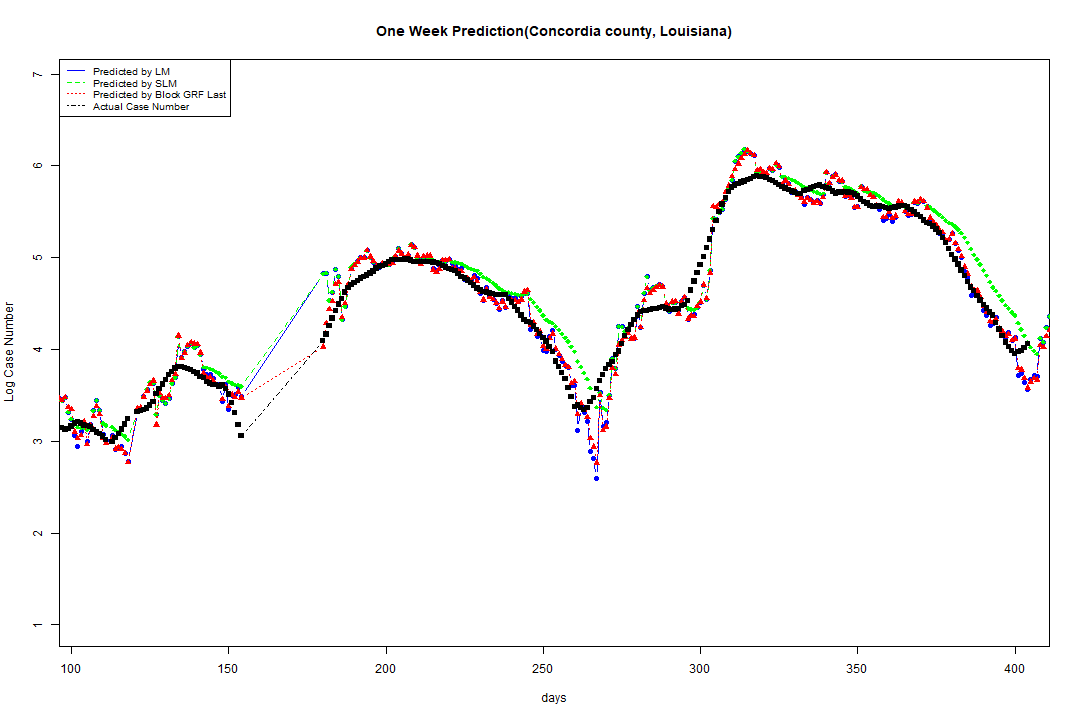 One Week Prediction(Concordia county, Louisiana)
7
Predicted by LM
Predicted by SLM
Predicted by Block GRF Last
Actual Case Number
6
5
4
3
2
1
Log Case Number
100 150 200 250 300 350 400
days